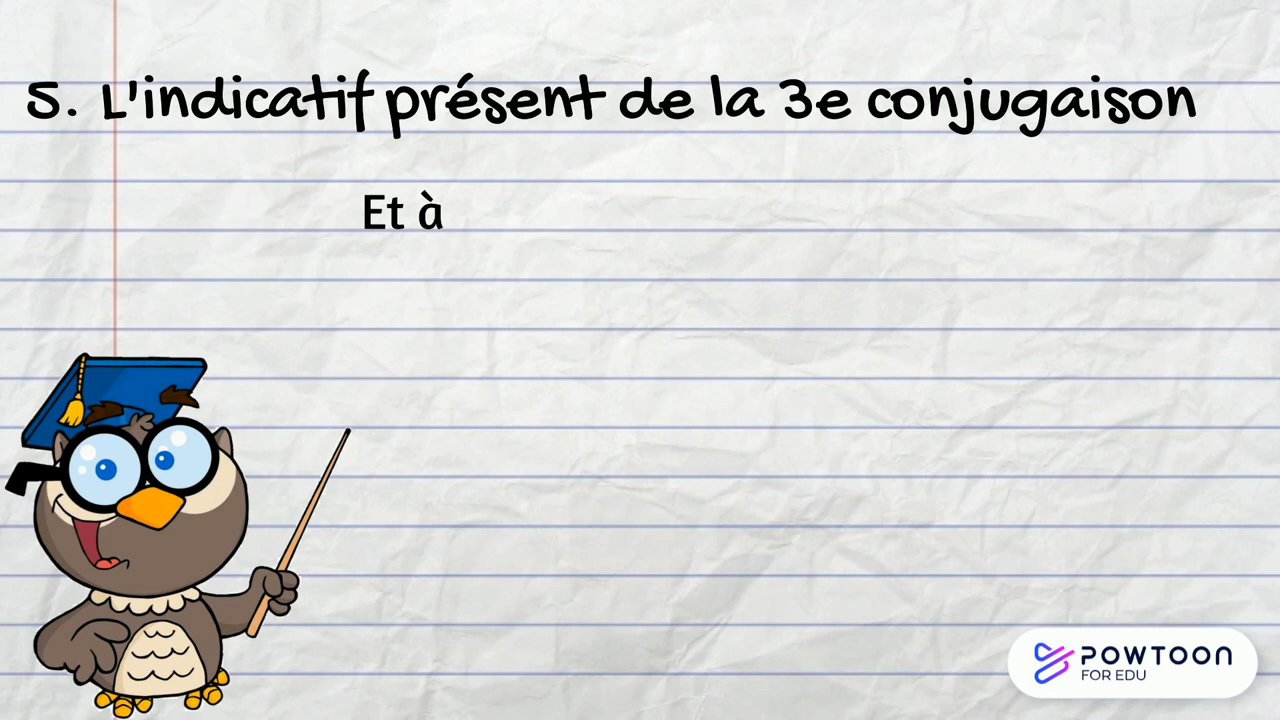 5. L'indicatif présent de la 3e conjugaison
Et à
POWTOON
FOR EDU